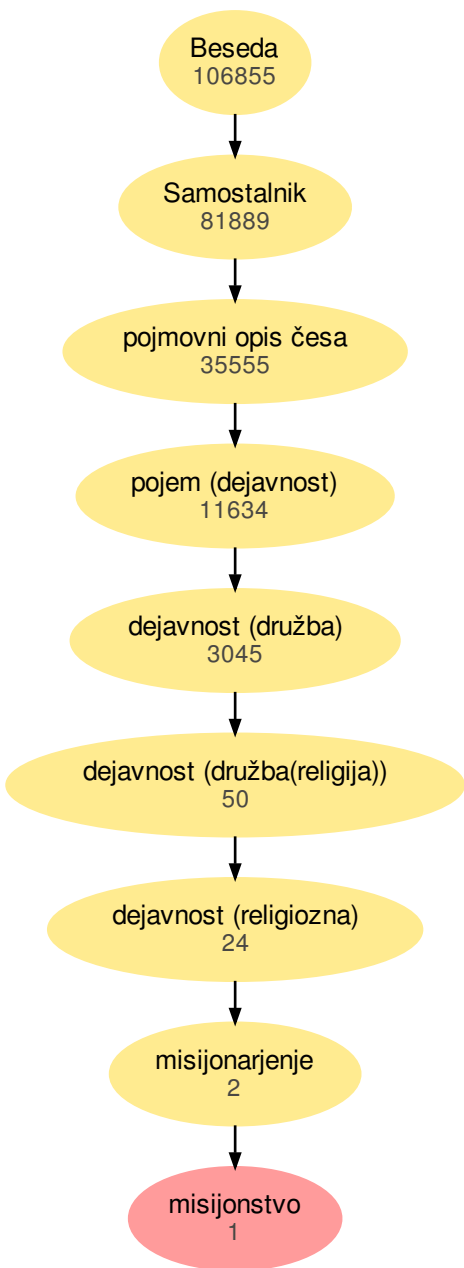 Beseda
106855
Samostalnik
81889
pojmovni opis česa
35555
pojem (dejavnost)
11634
dejavnost (družba)
3045
dejavnost (družba(religija))
50
dejavnost (religiozna)
24
misijonarjenje
2
misijonstvo
1